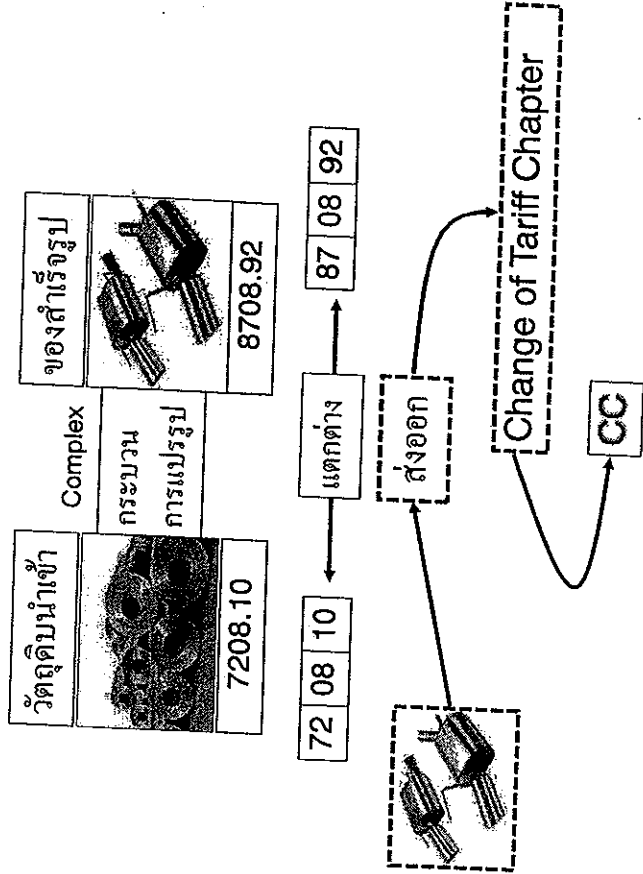 วัตถุดิบนำเข้า
Complex
ของสำเร็จรูป
กระบวน
การแปรรูป
7208.10
8708.92
72 08 10
แตกต่าง
87 08 92
ส่งออก
Change of Tariff Chapter
CC